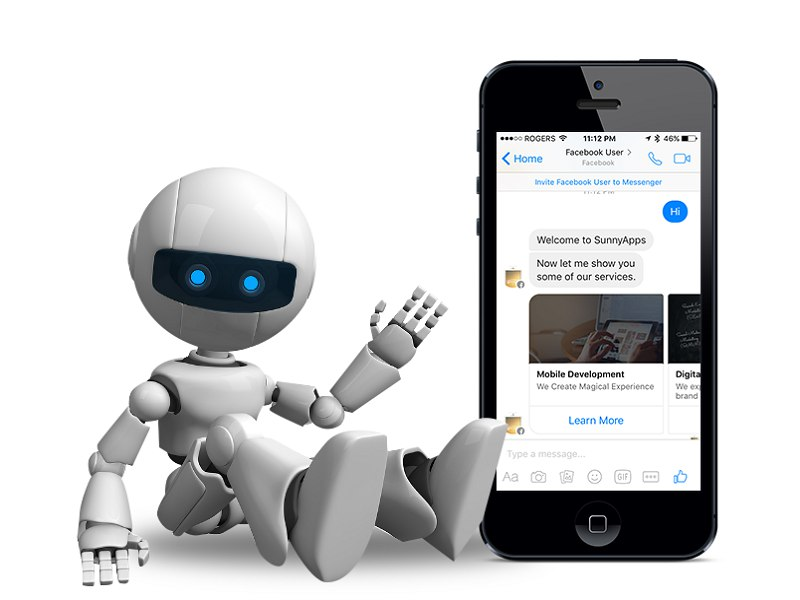 ROGERS 11:12 PM 46%
Home Facebook User
Facebook
Invite Facebook User to Messenger
Hi
Welcome to SunnyApps
Now let me show you
some of our services.
Mobile Development
We Create Magical Experience
Learn More
Digita
We exp
brand
Type a message...
Aa GIF